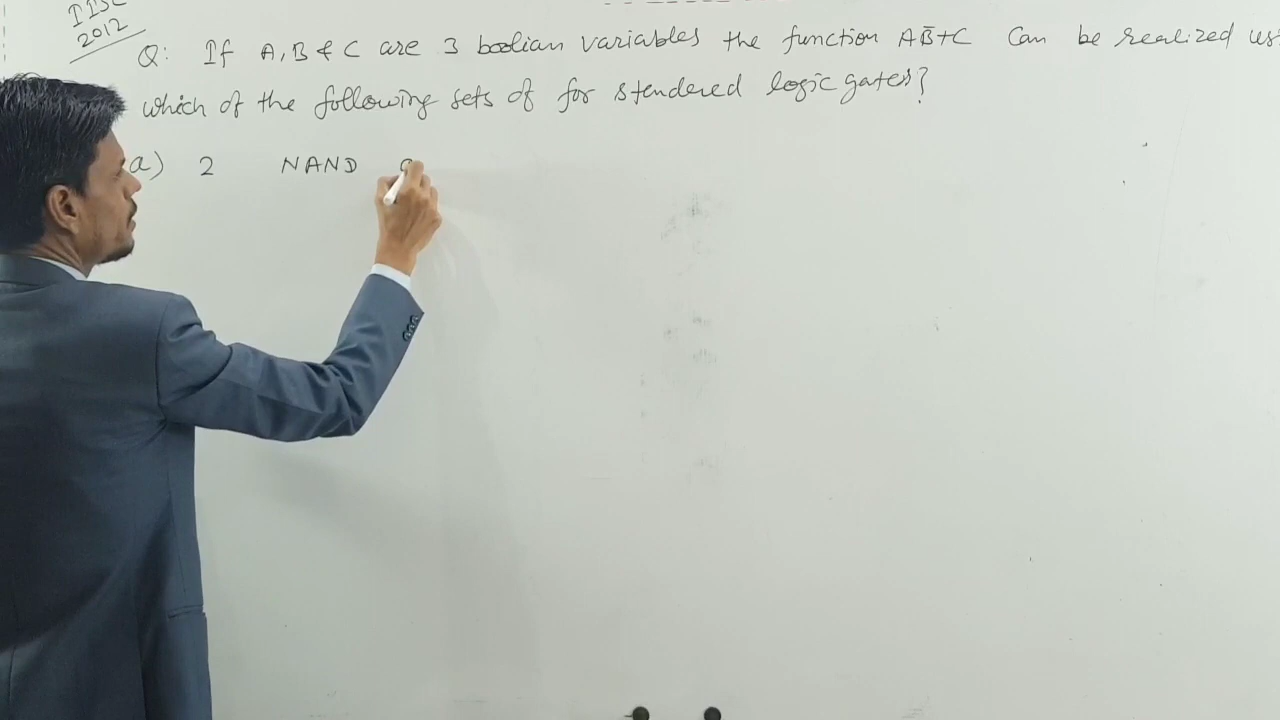 IISC
2012
Q: If A, B & C are 3 boolian variables the function AB̄+C Can be realized us
which of the following sets of for stendered logic gates?
a) 2 NAND